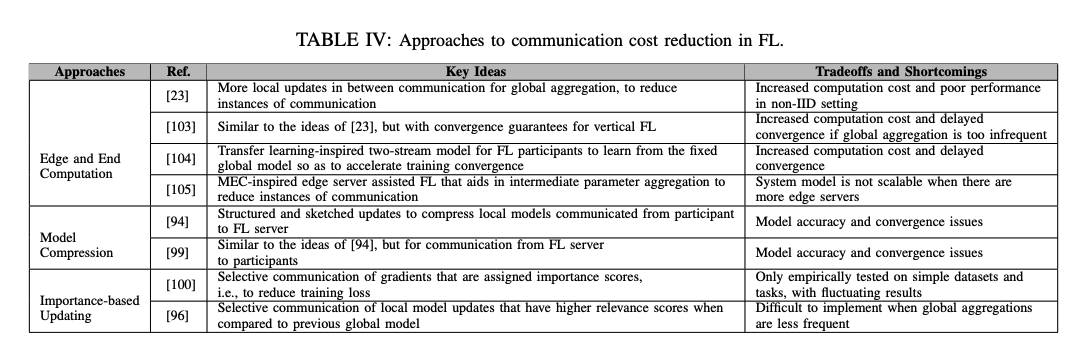 TABLE IV: Approaches to communication cost reduction in FL.
Approaches Ref. Key Ideas Tradeoffs and Shortcomings
Edge and End
Computation
[23]
More local updates in between communication for global aggregation, to reduce
instances of communication
Increased computation cost and poor performance
in non-IID setting
[103]
Similar to the ideas of [23], but with convergence guarantees for vertical FL
Increased computation cost and delayed
convergence if global aggregation is too infrequent
[104]
Transfer learning-inspired two-stream model for FL participants to learn from the fixed
global model so as to accelerate training convergence
Increased computation cost and delayed
convergence
[105]
MEC-inspired edge server assisted FL that aids in intermediate parameter aggregation to
reduce instances of communication
System model is not scalable when there are
more edge servers
Model
Compression
[94]
Structured and sketched updates to compress local models communicated from participant
to FL server
Model accuracy and convergence issues
[99]
Similar to the ideas of [94], but for communication from FL server
to participants
Model accuracy and convergence issues
Importance-based
Updating
[100]
Selective communication of gradients that are assigned importance scores,
i.e., to reduce training loss
Only empirically tested on simple datasets and
tasks, with fluctuating results
[96]
Selective communication of local model updates that have higher relevance scores when
compared to previous global model
Difficult to implement when global aggregations
are less frequent